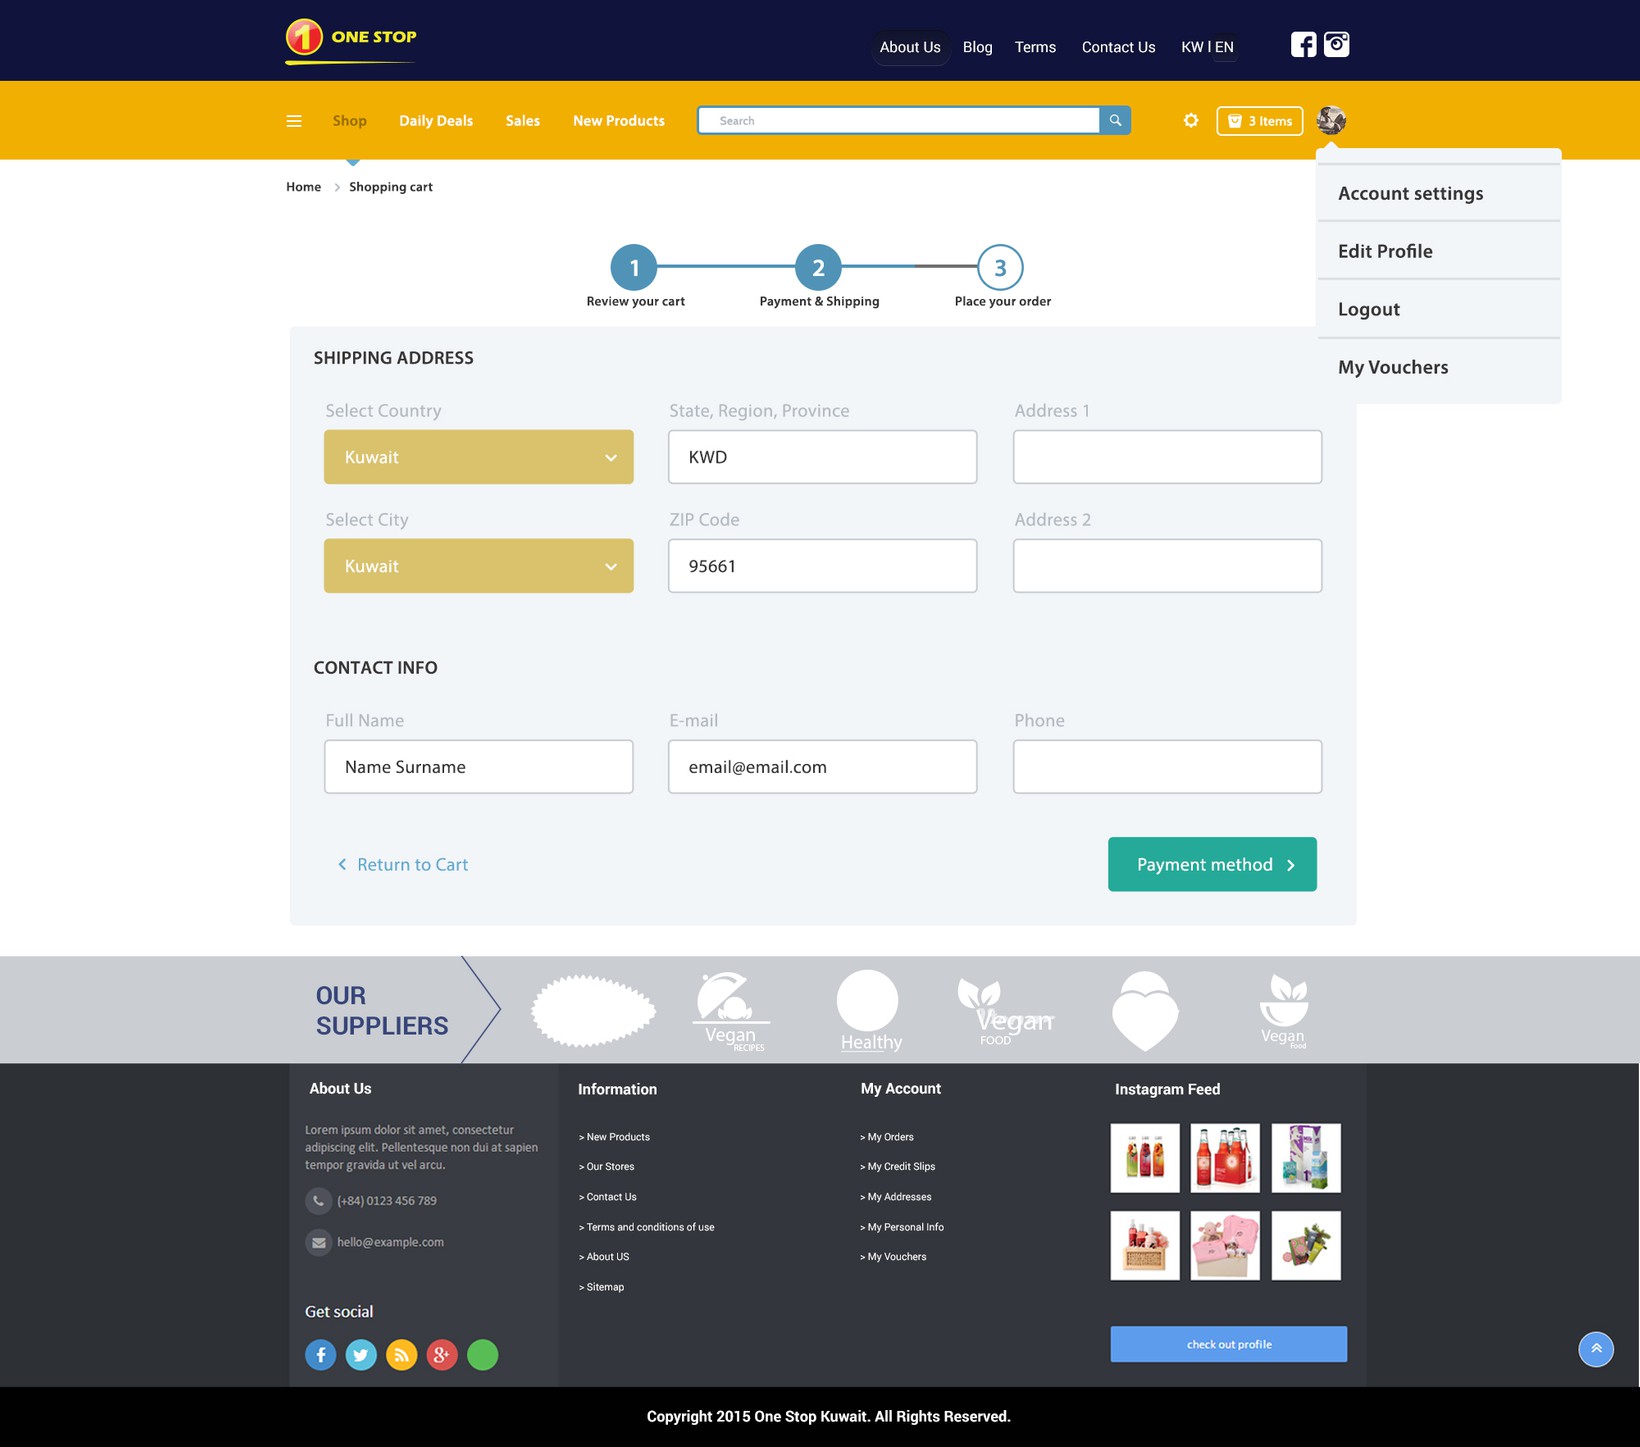 1 ONE STOP
About Us Blog Terms Contact Us KW | EN
Shop Daily Deals Sales New Products Search 3 Items
Home > Shopping cart
Account settings
Edit Profile
Logout
My Vouchers
1 2 3
Review your cart Payment & Shipping Place your order
SHIPPING ADDRESS
Select Country State, Region, Province Address 1
Kuwait KWD
Select City ZIP Code Address 2
Kuwait 95661
CONTACT INFO
Full Name E-mail Phone
Name Surname email@email.com
< Return to Cart Payment method >
OUR
SUPPLIERS
Vegan
RECIPES
Healthy
Vegan
FOOD
Vegan
Food
About Us
Lorem ipsum dolor sit amet, consectetur
adipiscing elit. Pellentesque non dui at sapien
tempor gravida ut vel arcu.
(+84) 0123 456 789
hello@example.com
Get social
Information
> New Products
> Our Stores
> Contact Us
> Terms and conditions of use
> About US
> Sitemap
My Account
> My Orders
> My Credit Slips
> My Addresses
> My Personal Info
> My Vouchers
Instagram Feed
check out profile
Copyright 2015 One Stop Kuwait. All Rights Reserved.